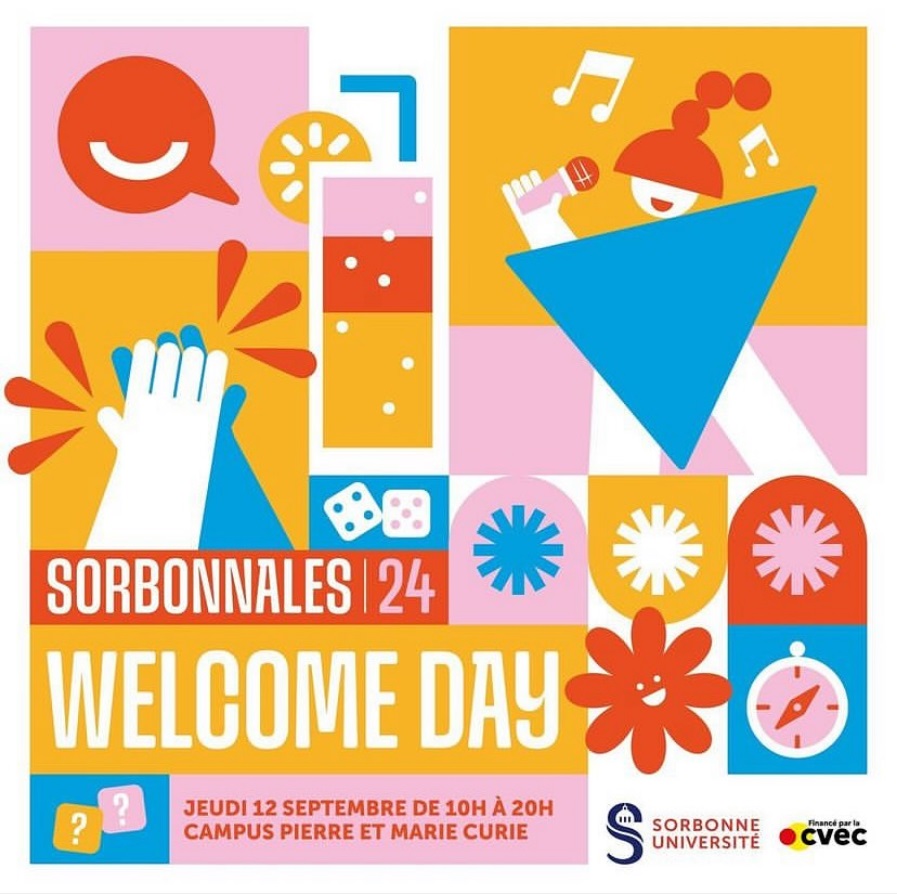 SORBONNALES | 24
WELCOME DAY
? ?
JEUDI 12 SEPTEMBRE DE 10H À 20H
CAMPUS PIERRE ET MARIE CURIE
S SORBONNE
UNIVERSITÉ
Financé par la
cvec